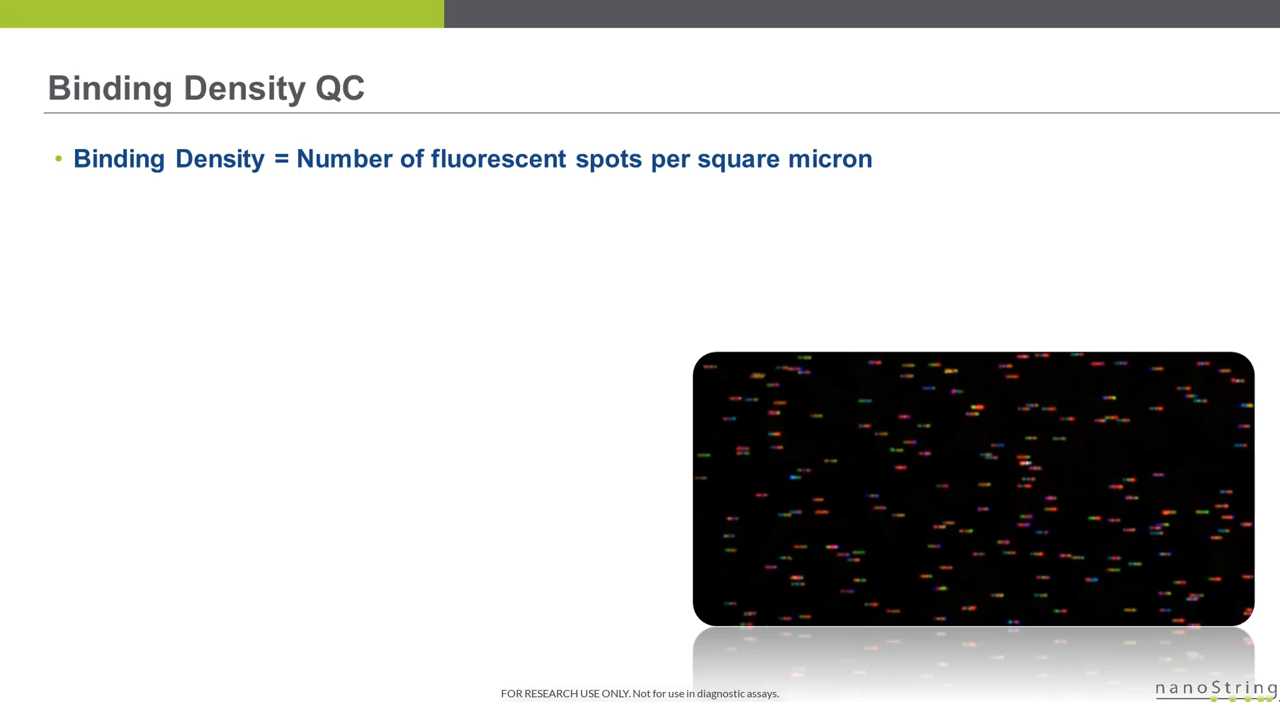 Binding Density QC
• Binding Density = Number of fluorescent spots per square micron
FOR RESEARCH USE ONLY. Not for use in diagnostic assays.
nanoString